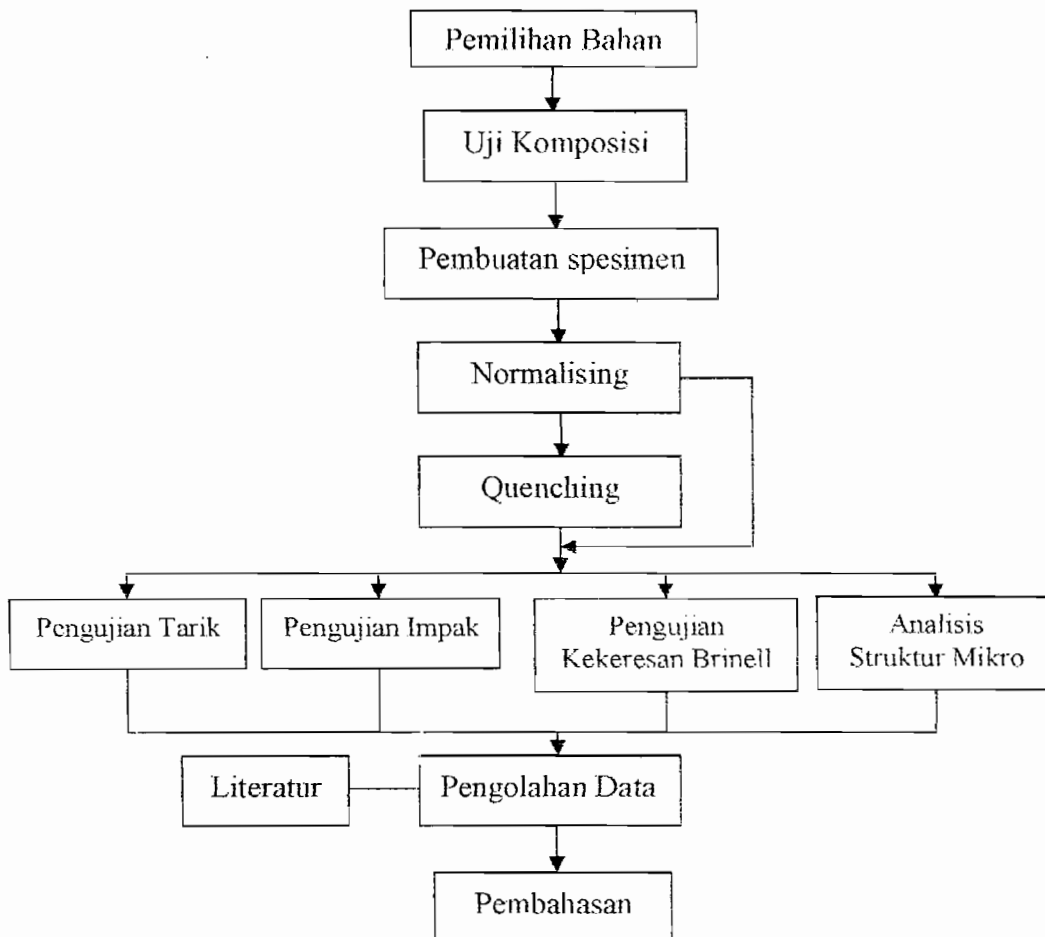 Pemilihan Bahan
Uji Komposisi
Pembuatan spesimen
Normalising
Quenching
Pengujian Tarik
Pengujian Impak
Pengujian
Kekeresan Brinell
Analisis
Struktur Mikro
Literatur
Pengolahan Data
Pembahasan